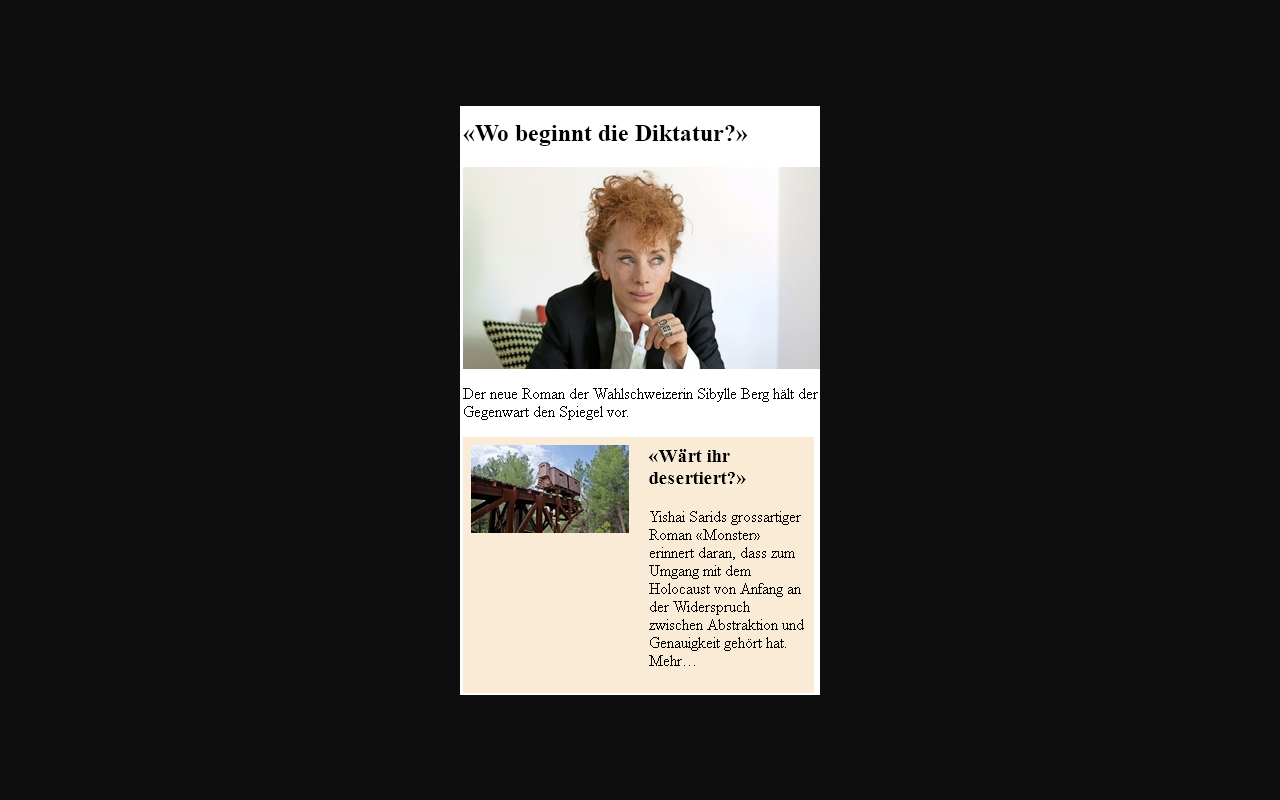 «Wo beginnt die Diktatur?»
Der neue Roman der Wahlschweizerin Sibylle Berg hält der
Gegenwart den Spiegel vor.
«Wärt ihr
desertiert?»
Yishai Sarids grossartiger
Roman «Monster»
erinnert daran, dass zum
Umgang mit dem
Holocaust von Anfang an
der Widerspruch
zwischen Abstraktion und
Genauigkeit gehört hat.
Mehr…